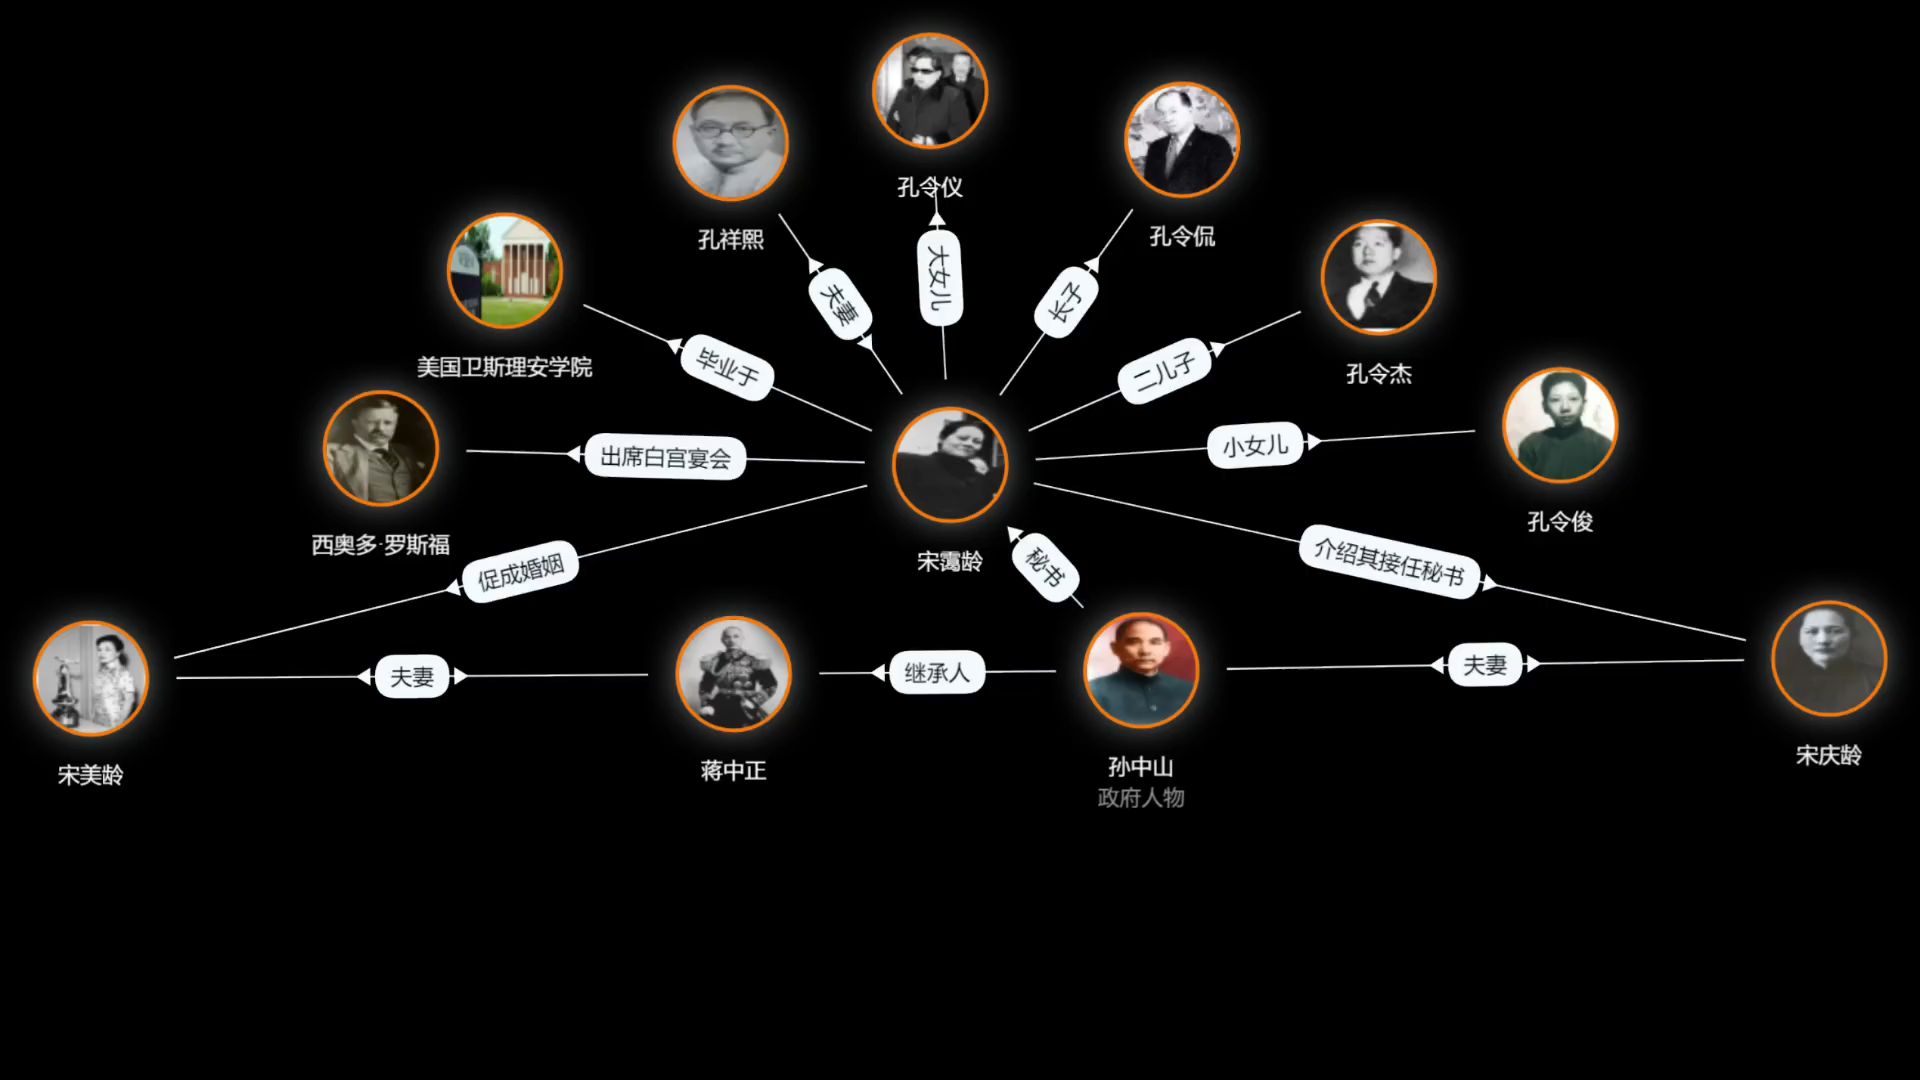 孔令仪
孔祥熙
孔令侃
大女儿
夫妻
长子
美国卫斯理安学院
毕业于
二儿子
孔令杰
出席白宫宴会
小女儿
孔令俊
西奥多·罗斯福
宋霭龄
促成婚姻
秘书
介绍其接任秘书
夫妻
继承人
夫妻
宋美龄
蒋中正
孙中山
政府人物
宋庆龄